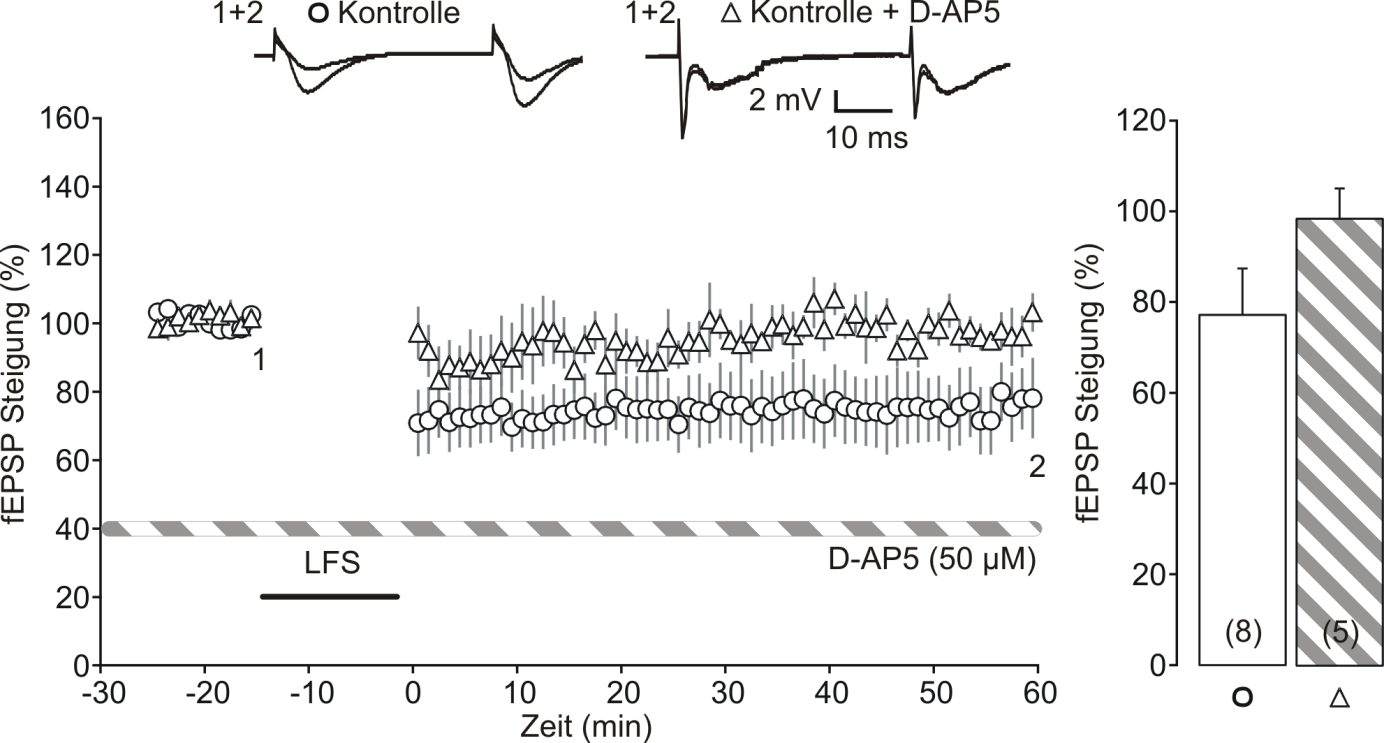 1+2 O Kontrolle
1+2 △ Kontrolle + D-AP5
2 mV
10 ms
fEPSP Steigung (%)
160
140
120
100
80
60
40
20
0
1
2
LFS
D-AP5 (50 µM)
-30 -20 -10 0 10 20 30 40 50 60
Zeit (min)
fEPSP Steigung (%)
120
100
80
60
40
20
0
(8) (5)
O △